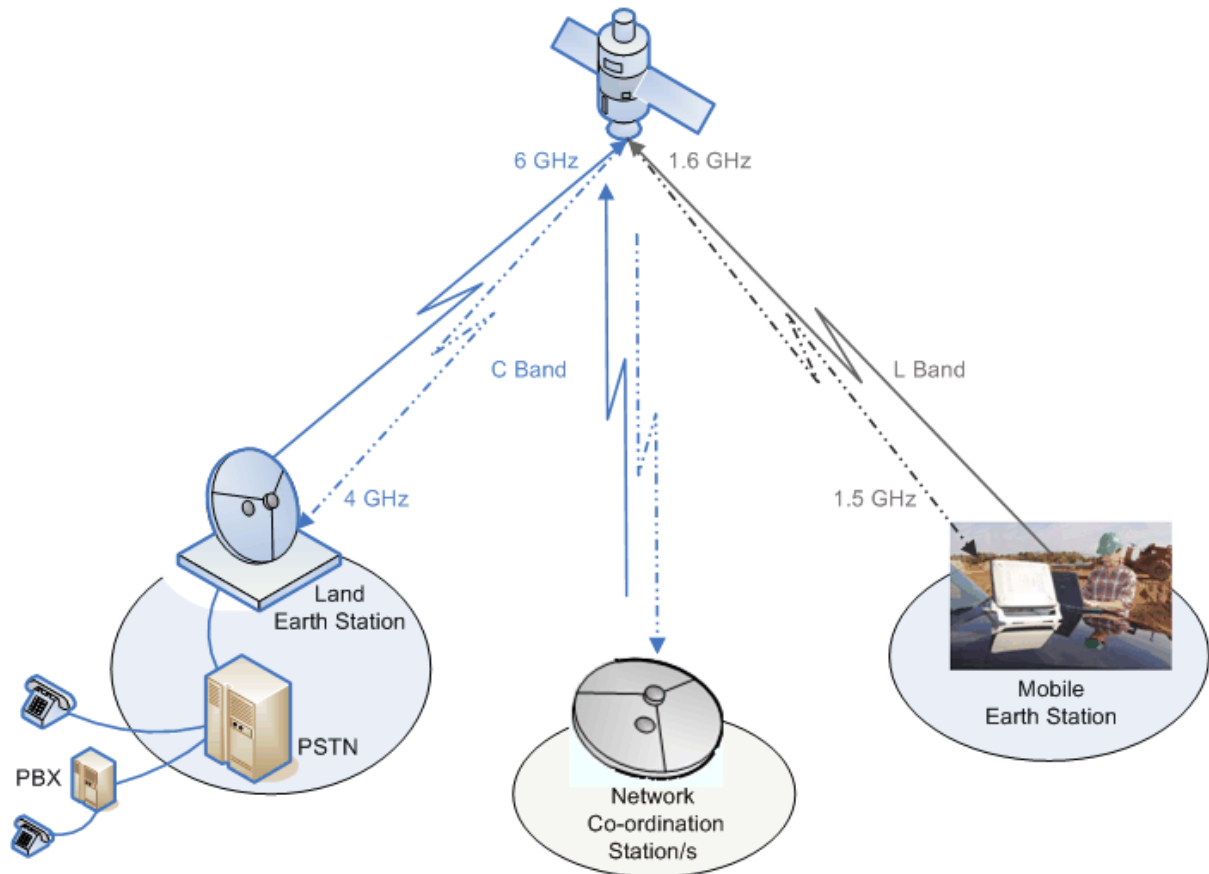 6 GHz
1.6 GHz
C Band
L Band
4 GHz
1.5 GHz
Land
Earth Station
PSTN
PBX
Network
Co-ordination
Station/s
Mobile
Earth Station